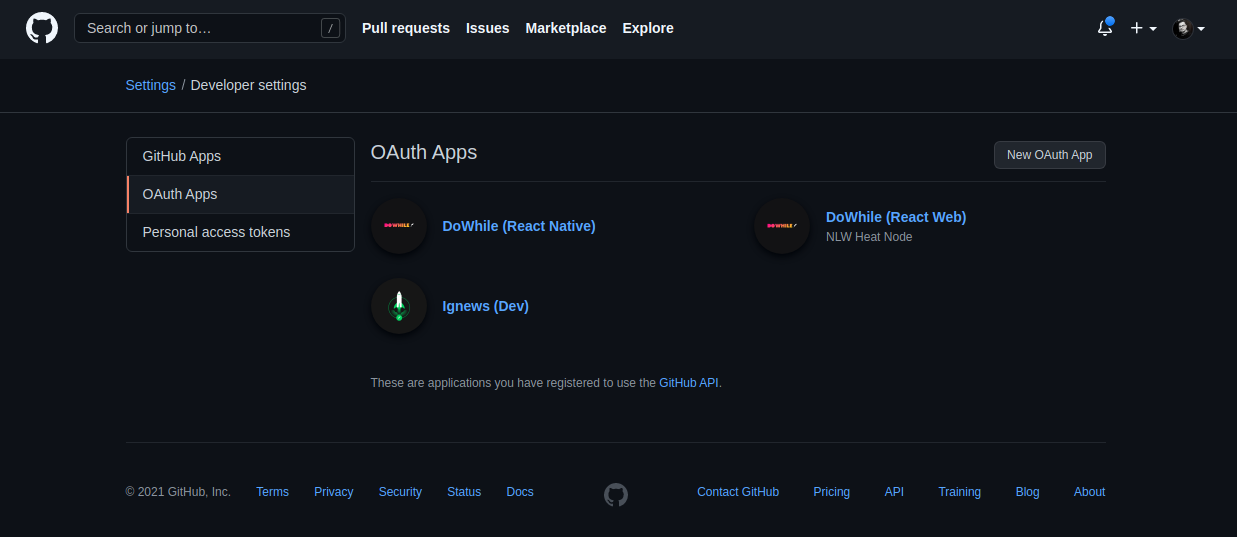 Search or jump to… /
Pull requests Issues Marketplace Explore
Settings / Developer settings
GitHub Apps
OAuth Apps
Personal access tokens
OAuth Apps
New OAuth App
DOWHILE
DoWhile (React Native)
DOWHILE
DoWhile (React Web)
NLW Heat Node
Ignews (Dev)
These are applications you have registered to use the GitHub API.
© 2021 GitHub, Inc. Terms Privacy Security Status Docs Contact GitHub Pricing API Training Blog About